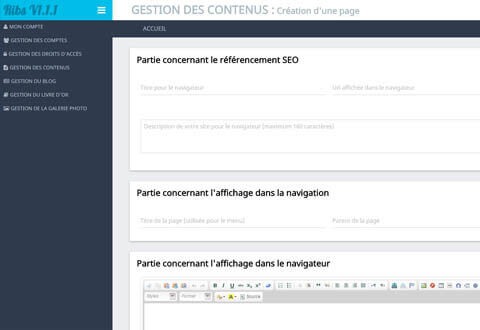 Hibs V1.1.1
GESTION DES CONTENUS : Création d'une page
ACCUEIL
MON COMPTE
GESTION DES COMPTES
GESTION DES DROITS D'ACCÈS
GESTION DES CONTENUS
GESTION DU BLOG
GESTION DU LIVRE D'OR
GESTION DE LA GALERIE PHOTO
Partie concernant le référencement SEO
Titre pour le navigateur
Url affichée dans le navigateur
Description de votre site pour le navigateur (maximum 160 caractères)
Partie concernant l'affichage dans la navigation
Titre de la page (utilisée pour le menu)
Parent de la page
Partie concernant l'affichage dans le navigateur
Styles
Format
Source